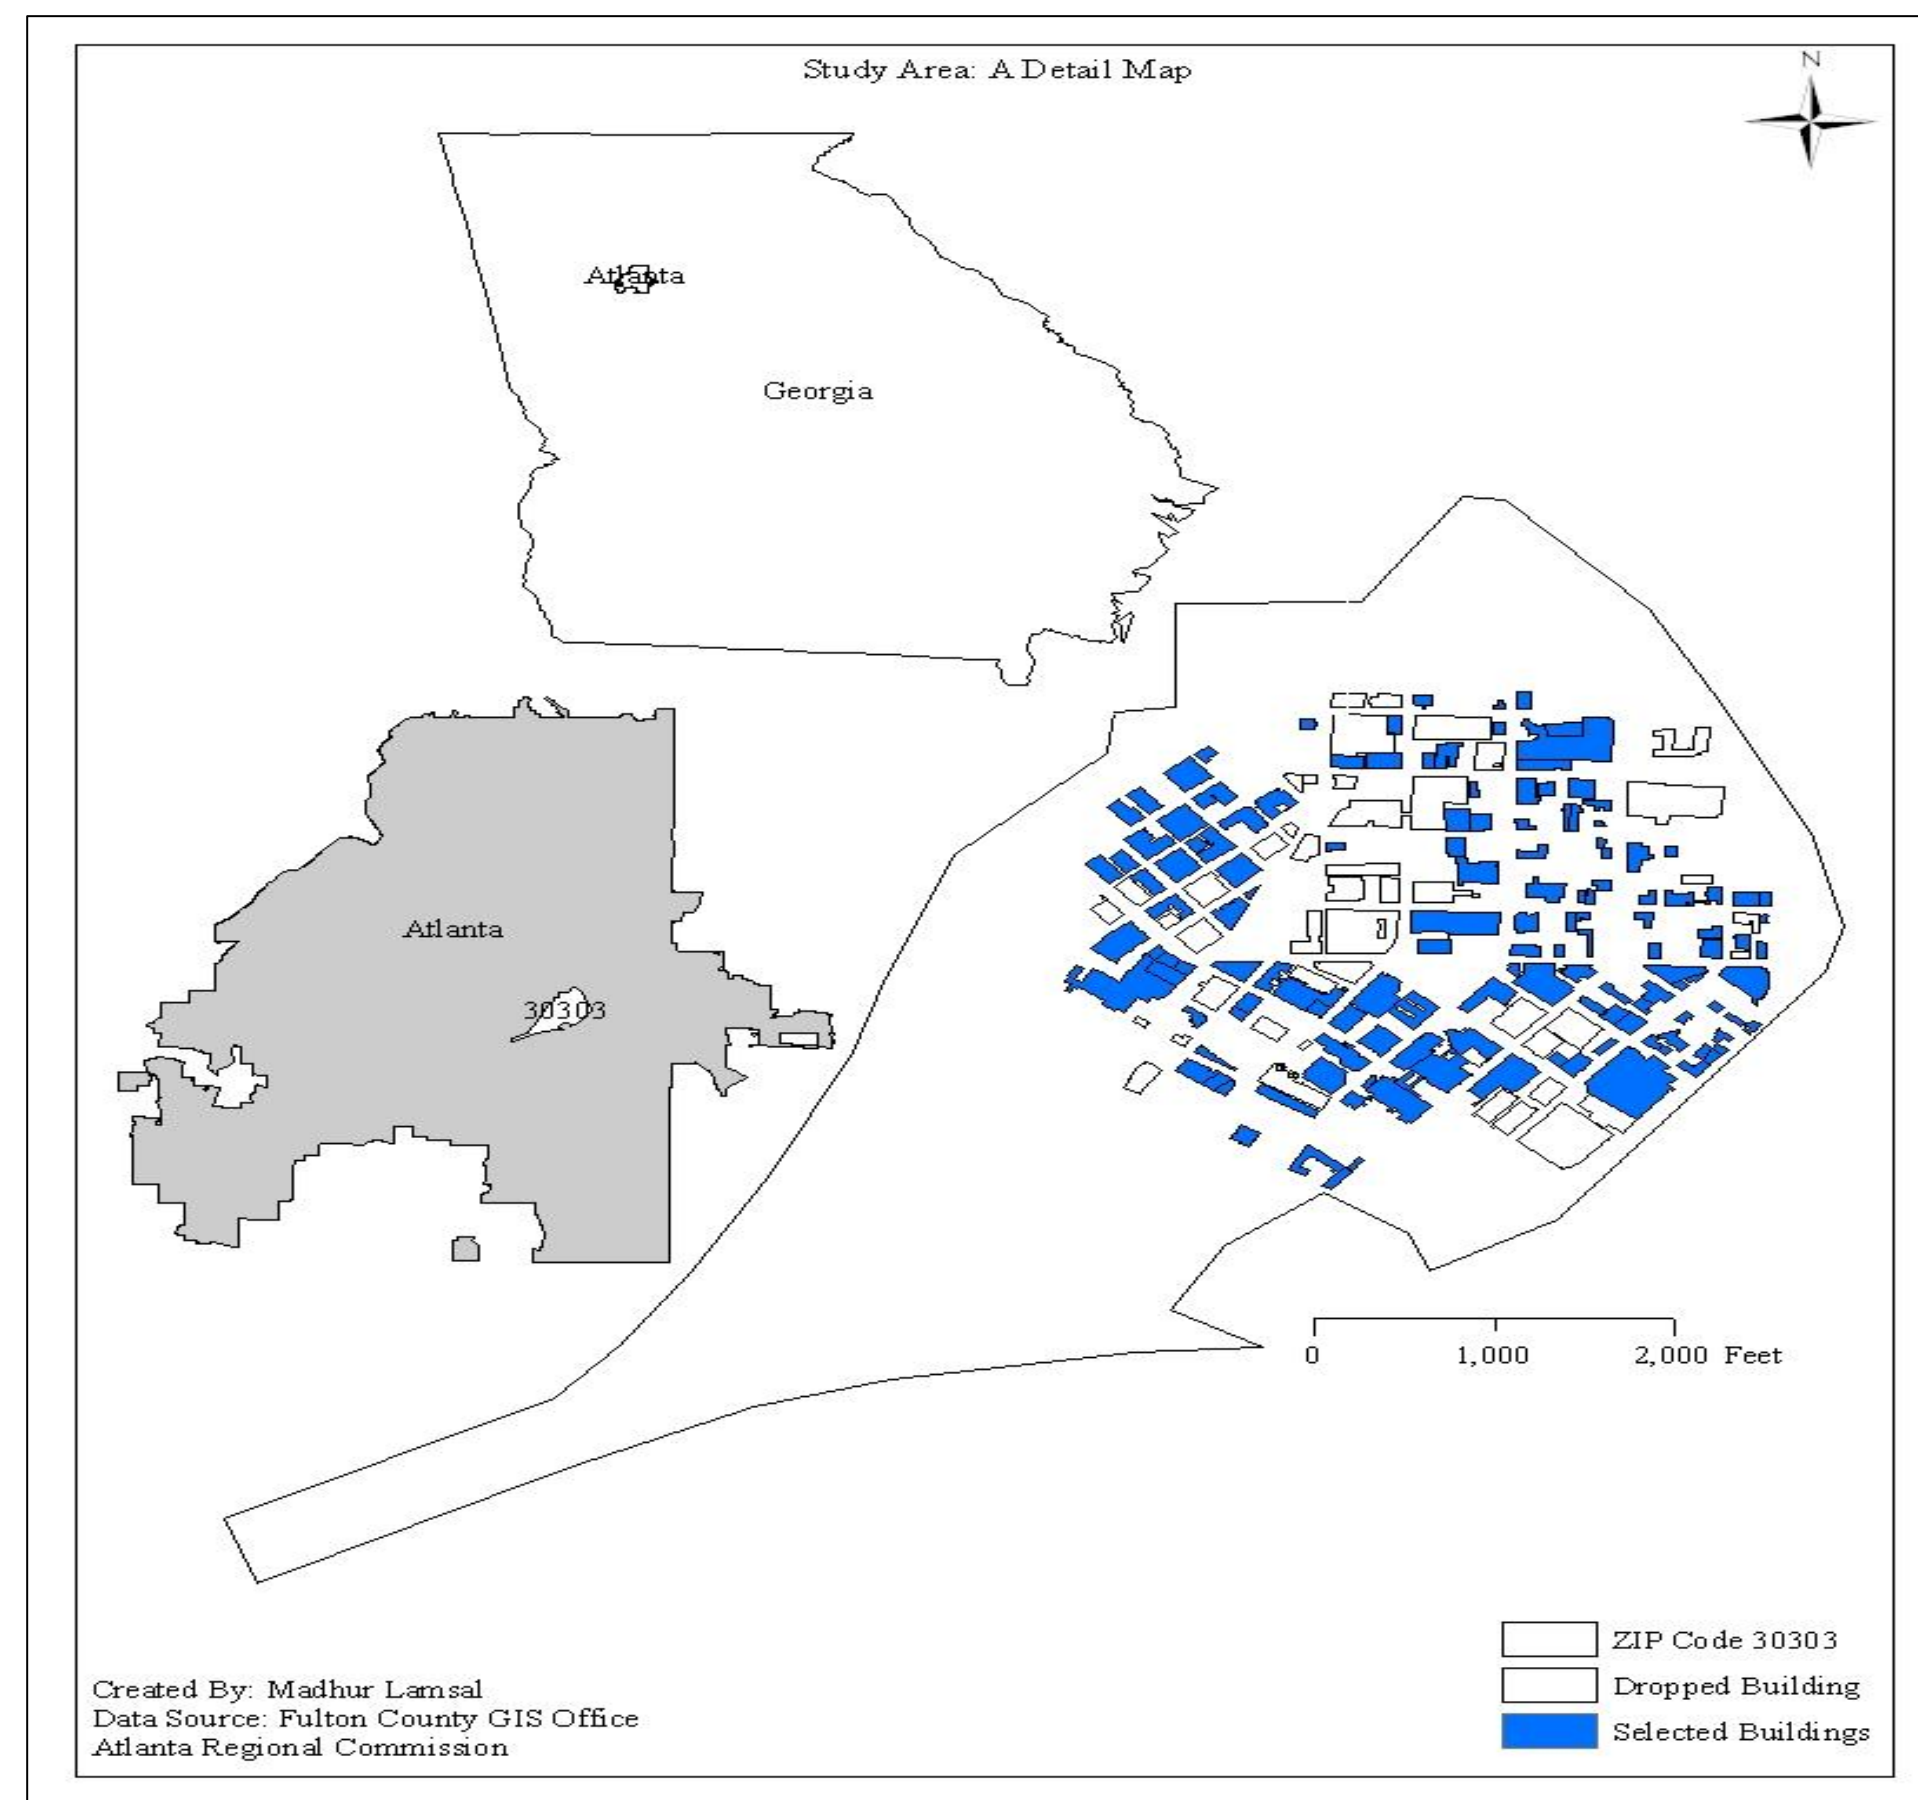 Study Area: A Detail Map
N
Atlanta
Georgia
Atlanta
30303
0 1,000 2,000 Feet
ZIP Code 30303
Dropped Building
Selected Buildings
Created By: Madhur Lamsal
Data Source: Fulton County GIS Office
Atlanta Regional Commission